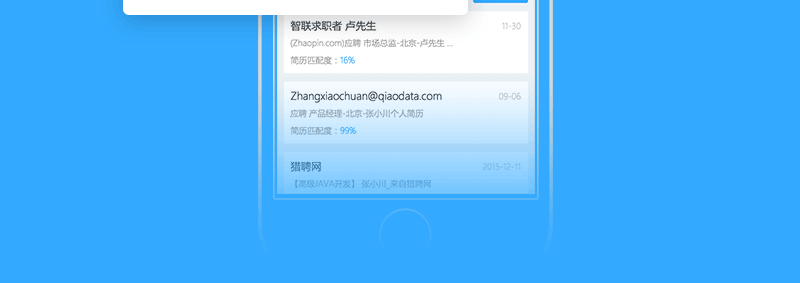 智联求职者 卢先生
11-30
(Zhaopin.com)应聘 市场总监-北京-卢先生 ...
简历匹配度：16%
Zhangxiaochuan@qiaodata.com
09-06
应聘 产品经理-北京-张小川个人简历
简历匹配度：99%
猎聘网
2015-12-11
【高级JAVA开发】 张小川_来自猎聘网